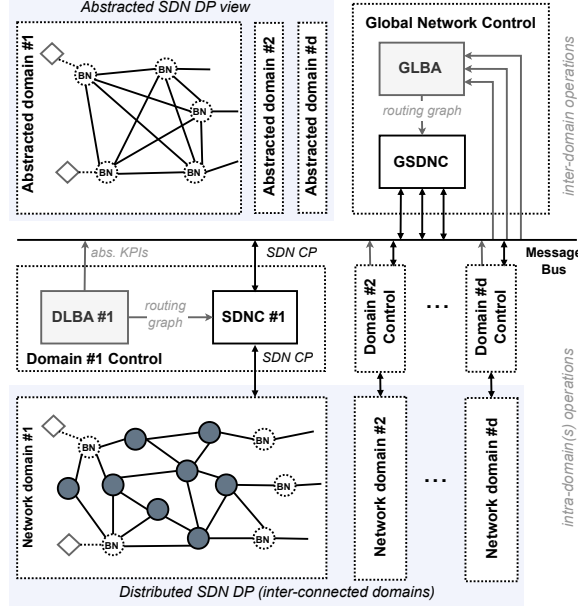 Abstracted SDN DP view
Abstracted domain #1
BN
BN
BN
BN
BN
Abstracted domain #2
Abstracted domain #d
Global Network Control
GLBA
routing graph
GSDNC
inter-domain operations
Message
Bus
abs. KPIs
SDN CP
DLBA #1
routing
graph
SDNC #1
Domain #1 Control
SDN CP
Domain #2
Control
...
Domain #d
Control
Network domain #1
BN
BN
BN
BN
BN
Network domain #2
...
Network domain #d
intra-domain(s) operations
Distributed SDN DP (inter-connected domains)